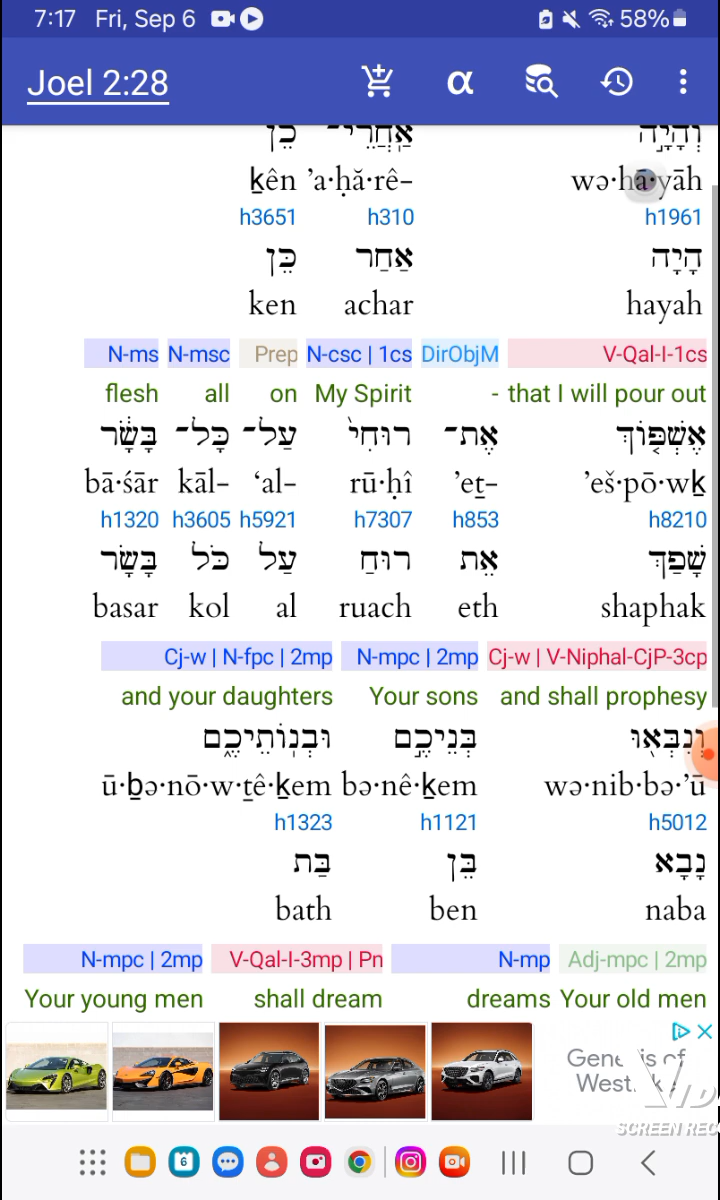 7:17 Fri, Sep 6 58%
Joel 2:28 α
וְהָיָ֣ה אַֽחֲרֵי־ כֵ֗ן
kên ’a·ḥă·rê- wə·hā·yāh
h3651 h310 h1961
הָיָה אַחַר כֵּן
ken achar hayah
N-ms N-msc Prep N-csc | 1cs DirObjM V-Qal-I-1cs
flesh all on My Spirit - that I will pour out
אֶשְׁפּ֤וֹךְ אֶת־ רוּחִי֙ עַל־ כָּל־ בָּשָׂ֔ר
bā·śār kāl- ‘al- rū·ḥî ’eṯ- ’eš·pō·wḵ
h1320 h3605 h5921 h7307 h853 h8210
שָׁפַךְ אֵת רוּחַ עַל כֹּל בָּשָׂר
basar kol al ruach eth shaphak
Cj-w | N-fpc | 2mp N-mpc | 2mp Cj-w | V-Niphal-CjP-3cp
and your daughters Your sons and shall prophesy
וְנִבְּא֖וּ בְּנֵיכֶ֣ם וּבְנֽוֹתֵיכֶ֑ם
ū·ḇə·nō·w·ṯê·ḵem bə·nê·ḵem wə·nib·bə·’ū
h1323 h1121 h5012
נָבָא בֵּן בַּת
bath ben naba
N-mpc | 2mp V-Qal-I-3mp | Pn N-mp Adj-mpc | 2mp
Your young men shall dream dreams Your old men
SCREEN REC